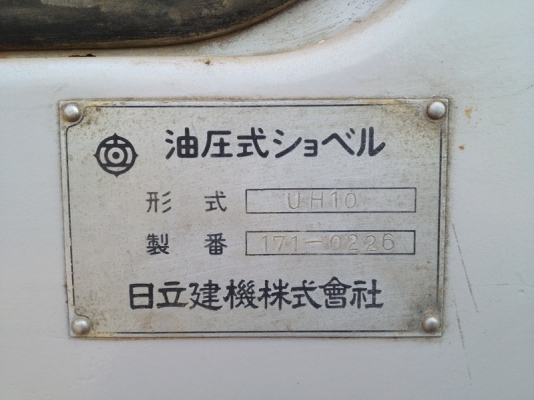 油圧式ショベル
形式 UH10
製番 171-0226
日立建機株式會社